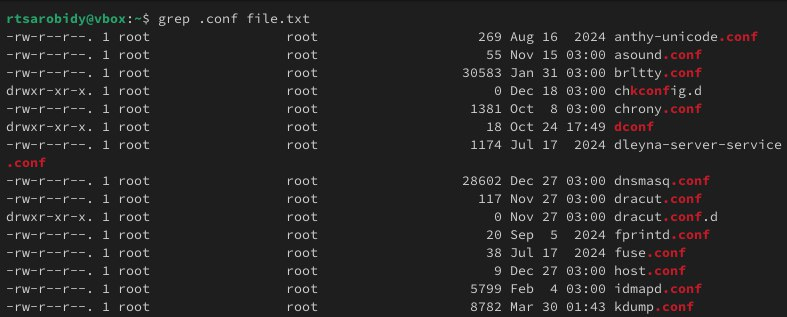 rtsarobidy@vbox:~$ grep .conf file.txt
-rw-r--r--. 1 root                 root                   269 Aug 16  2024 anthy-unicode.conf
-rw-r--r--. 1 root                 root                    55 Nov 15 03:00 asound.conf
-rw-r--r--. 1 root                 root                 30583 Jan 31 03:00 brltty.conf
drwxr-xr-x. 1 root                 root                     0 Dec 18 03:00 chkconfig.d
-rw-r--r--. 1 root                 root                  1381 Oct  8 03:00 chrony.conf
drwxr-xr-x. 1 root                 root                    18 Oct 24 17:49 dconf
-rw-r--r--. 1 root                 root                  1174 Jul 17  2024 dleyna-server-service
.conf
-rw-r--r--. 1 root                 root                 28602 Dec 27 03:00 dnsmasq.conf
-rw-r--r--. 1 root                 root                   117 Nov 27 03:00 dracut.conf
drwxr-xr-x. 1 root                 root                     0 Nov 27 03:00 dracut.conf.d
-rw-r--r--. 1 root                 root                    20 Sep  5  2024 fprintd.conf
-rw-r--r--. 1 root                 root                    38 Jul 17  2024 fuse.conf
-rw-r--r--. 1 root                 root                     9 Dec 27 03:00 host.conf
-rw-r--r--. 1 root                 root                  5799 Feb  4 03:00 idmapd.conf
-rw-r--r--. 1 root                 root                  8782 Mar 30 01:43 kdump.conf